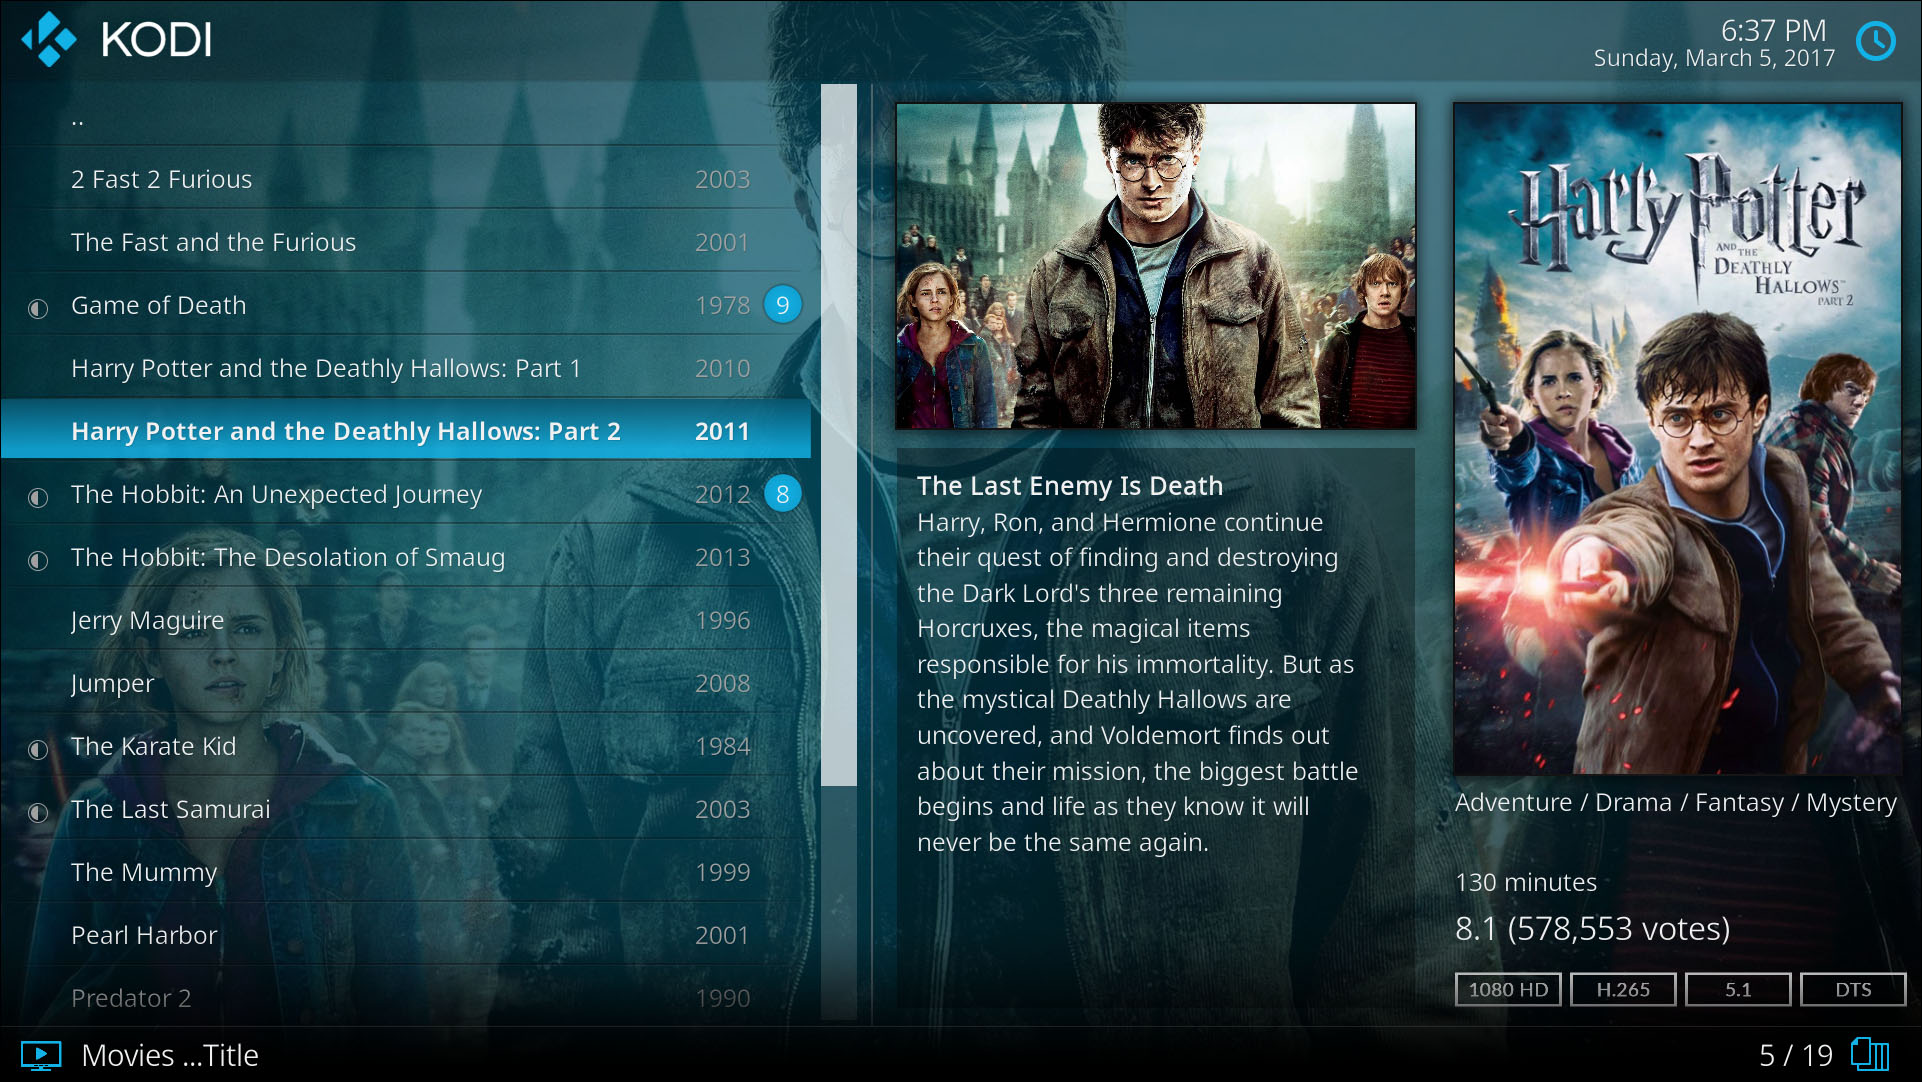 KODI
6:37 PM
Sunday, March 5, 2017
..
2 Fast 2 Furious 2003
The Fast and the Furious 2001
Game of Death 1978 9
Harry Potter and the Deathly Hallows: Part 1 2010
Harry Potter and the Deathly Hallows: Part 2 2011
The Hobbit: An Unexpected Journey 2012 8
The Hobbit: The Desolation of Smaug 2013
Jerry Maguire 1996
Jumper 2008
The Karate Kid 1984
The Last Samurai 2003
The Mummy 1999
Pearl Harbor 2001
Predator 2 1990
The Last Enemy Is Death
Harry, Ron, and Hermione continue
their quest of finding and destroying
the Dark Lord's three remaining
Horcruxes, the magical items
responsible for his immortality. But as
the mystical Deathly Hallows are
uncovered, and Voldemort finds out
about their mission, the biggest battle
begins and life as they know it will
never be the same again.
Harry Potter
AND THE
DEATHLY
HALLOWS
PART 2
Adventure / Drama / Fantasy / Mystery
130 minutes
8.1 (578,553 votes)
1080 HD H.265 5.1 DTS
Movies ...Title
5 / 19